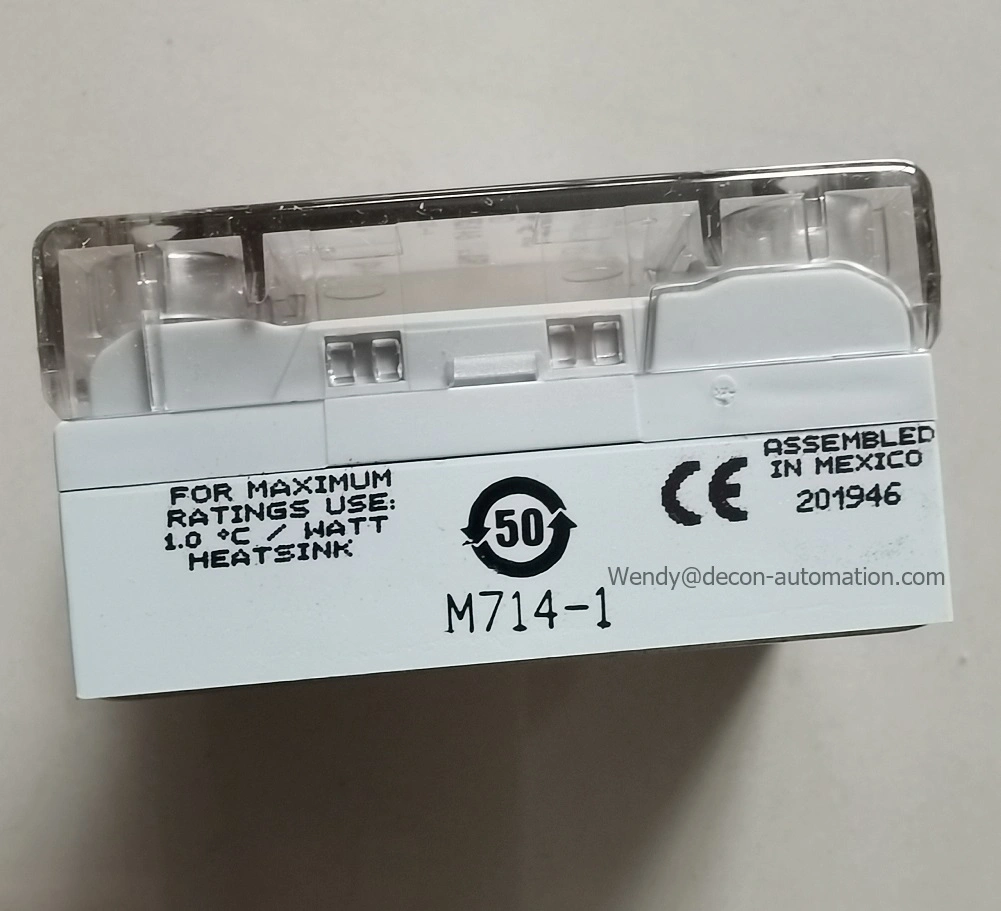 FOR MAXIMUM
RATINGS USE:
1.0 °C / WATT
HEATSINK
50
M714-1
CE
ASSEMBLED
IN MEXICO
201946
Wendy@decon-automation.com